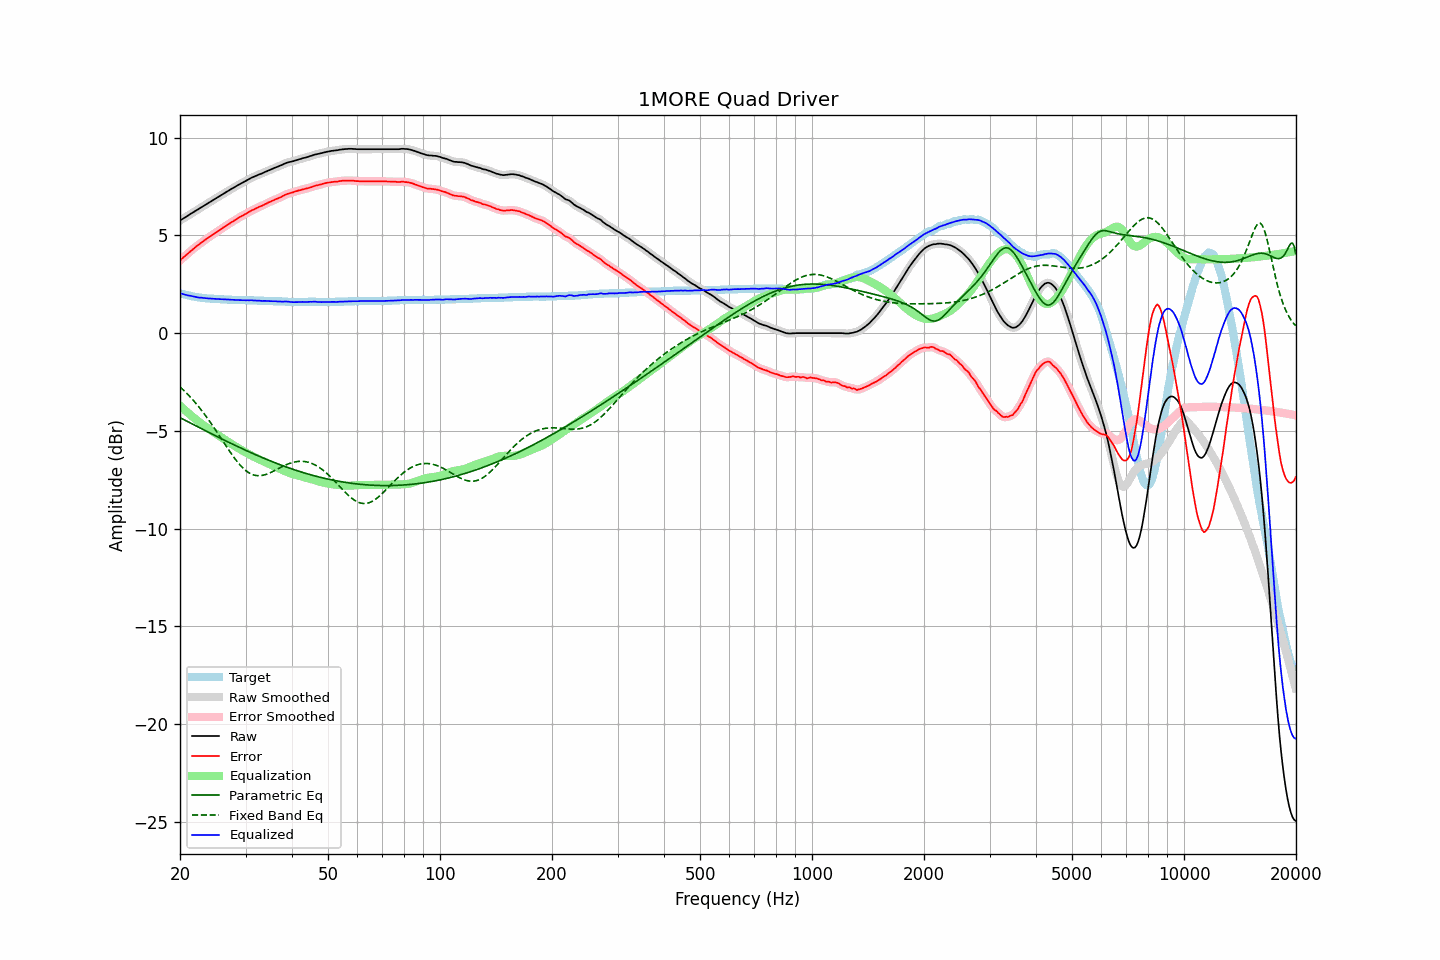 1MORE Quad Driver
10
5
0
−5
−10
−15
−20
−25
Amplitude (dBr)
Target
Raw Smoothed
Error Smoothed
Raw
Error
Equalization
Parametric Eq
Fixed Band Eq
Equalized
20 50 100 200 500 1000 2000 5000 10000 20000
Frequency (Hz)